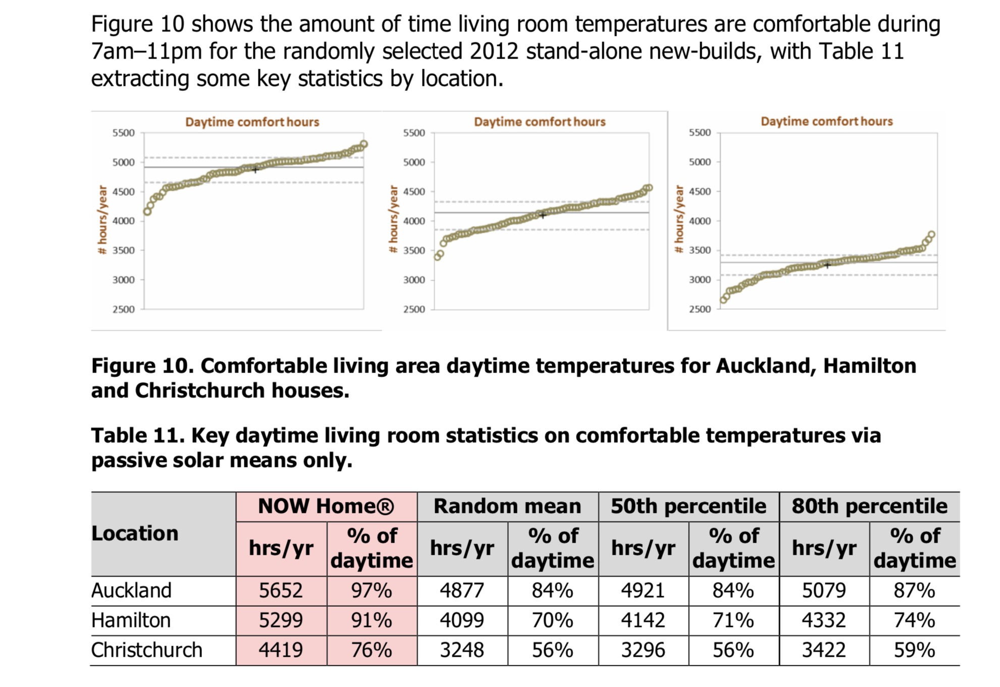 Figure 10 shows the amount of time living room temperatures are comfortable during
7am–11pm for the randomly selected 2012 stand-alone new-builds, with Table 11
extracting some key statistics by location.
Daytime comfort hours
# hours/year
5500
5000
4500
4000
3500
3000
2500
Daytime comfort hours
# hours/year
5500
5000
4500
4000
3500
3000
2500
Daytime comfort hours
# hours/year
5500
5000
4500
4000
3500
3000
2500
Figure 10. Comfortable living area daytime temperatures for Auckland, Hamilton
and Christchurch houses.
Table 11. Key daytime living room statistics on comfortable temperatures via
passive solar means only.
Location NOW Home® Random mean 50th percentile 80th percentile
hrs/yr % of daytime hrs/yr % of daytime hrs/yr % of daytime hrs/yr % of daytime
Auckland 5652 97% 4877 84% 4921 84% 5079 87%
Hamilton 5299 91% 4099 70% 4142 71% 4332 74%
Christchurch 4419 76% 3248 56% 3296 56% 3422 59%